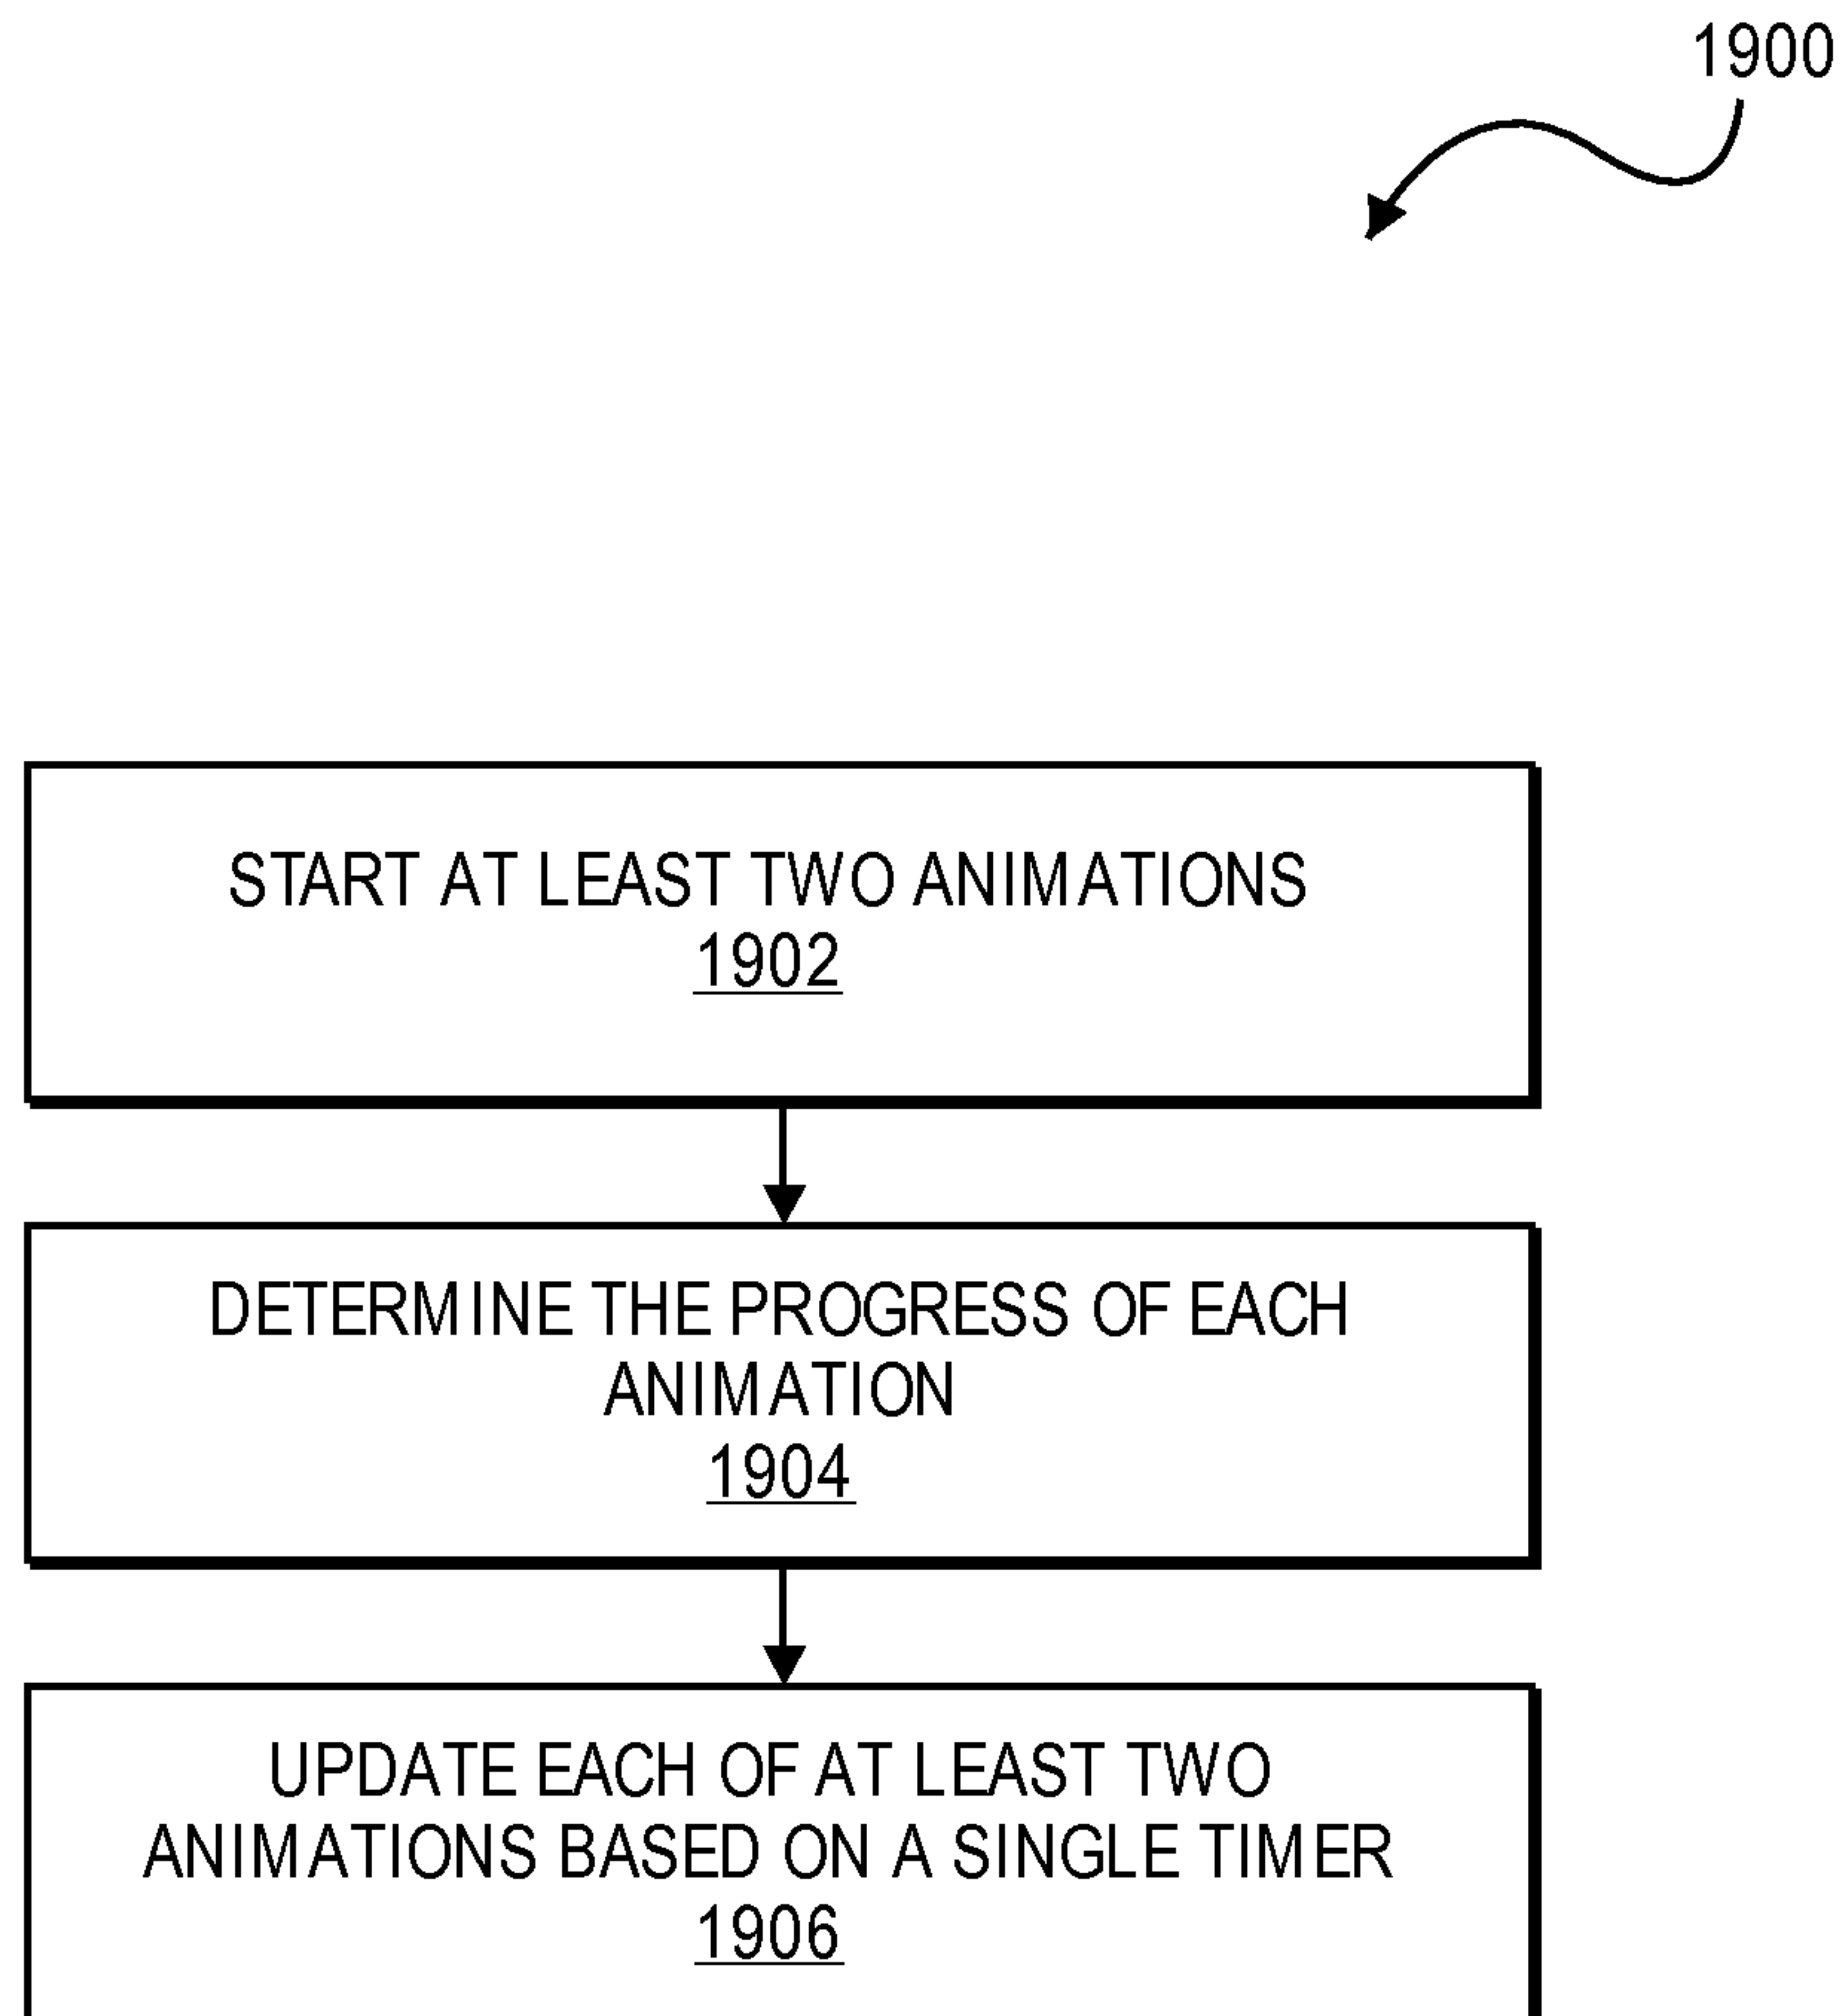 1900
START AT LEAST TWO ANIMATIONS
1902
DETERMINE THE PROGRESS OF EACH
ANIMATION
1904
UPDATE EACH OF AT LEAST TWO
ANIMATIONS BASED ON A SINGLE TIMER
1906